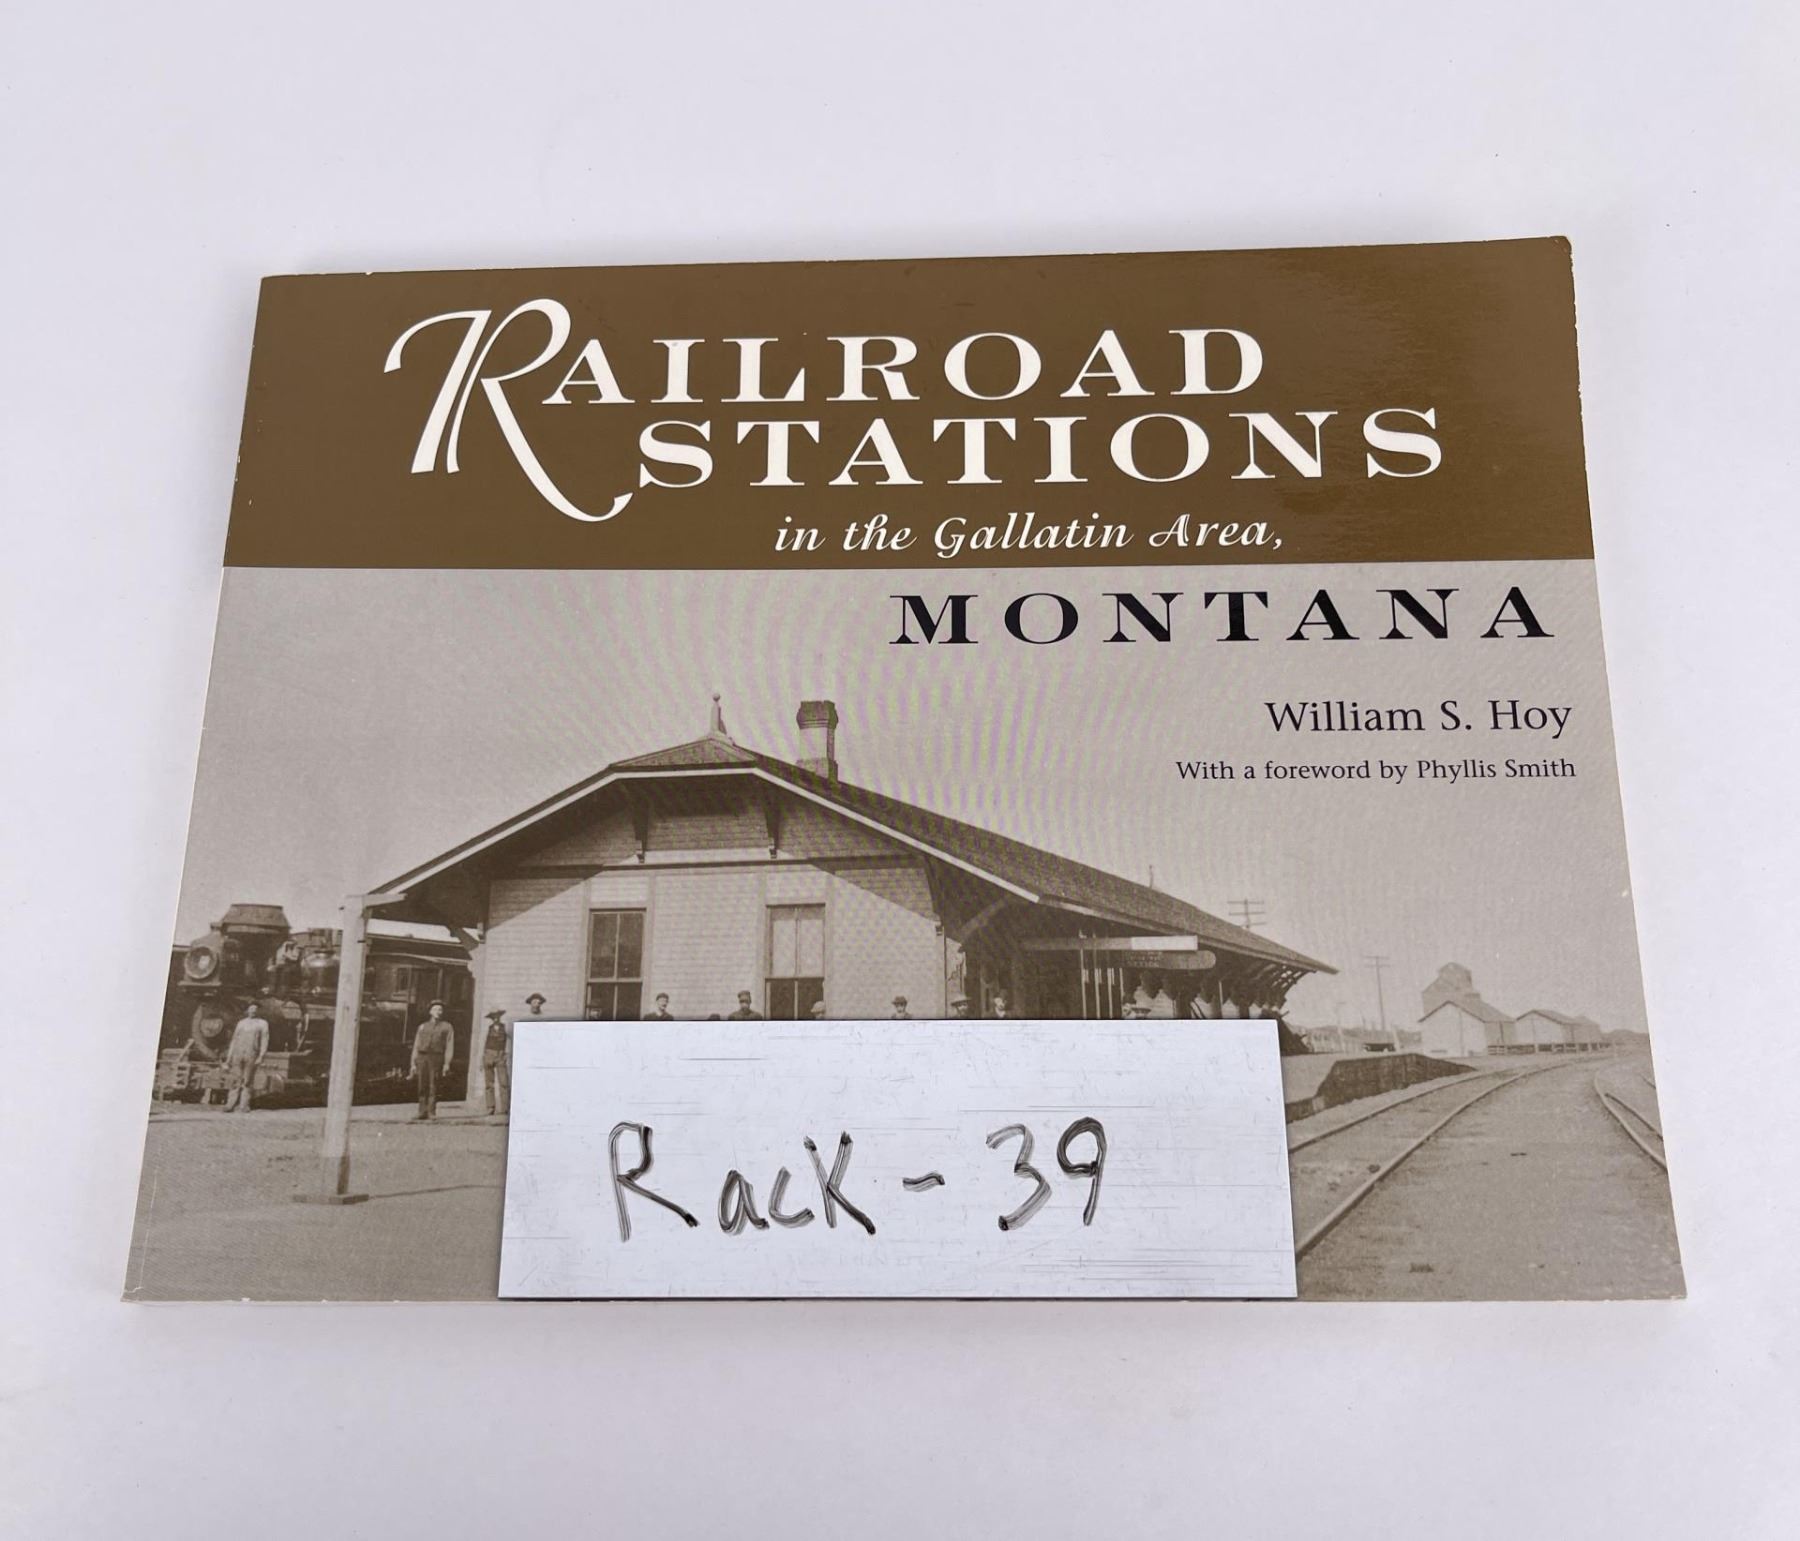 RAILROAD
STATIONS
in the Gallatin Area,
MONTANA
William S. Hoy
With a foreword by Phyllis Smith
Rack - 39